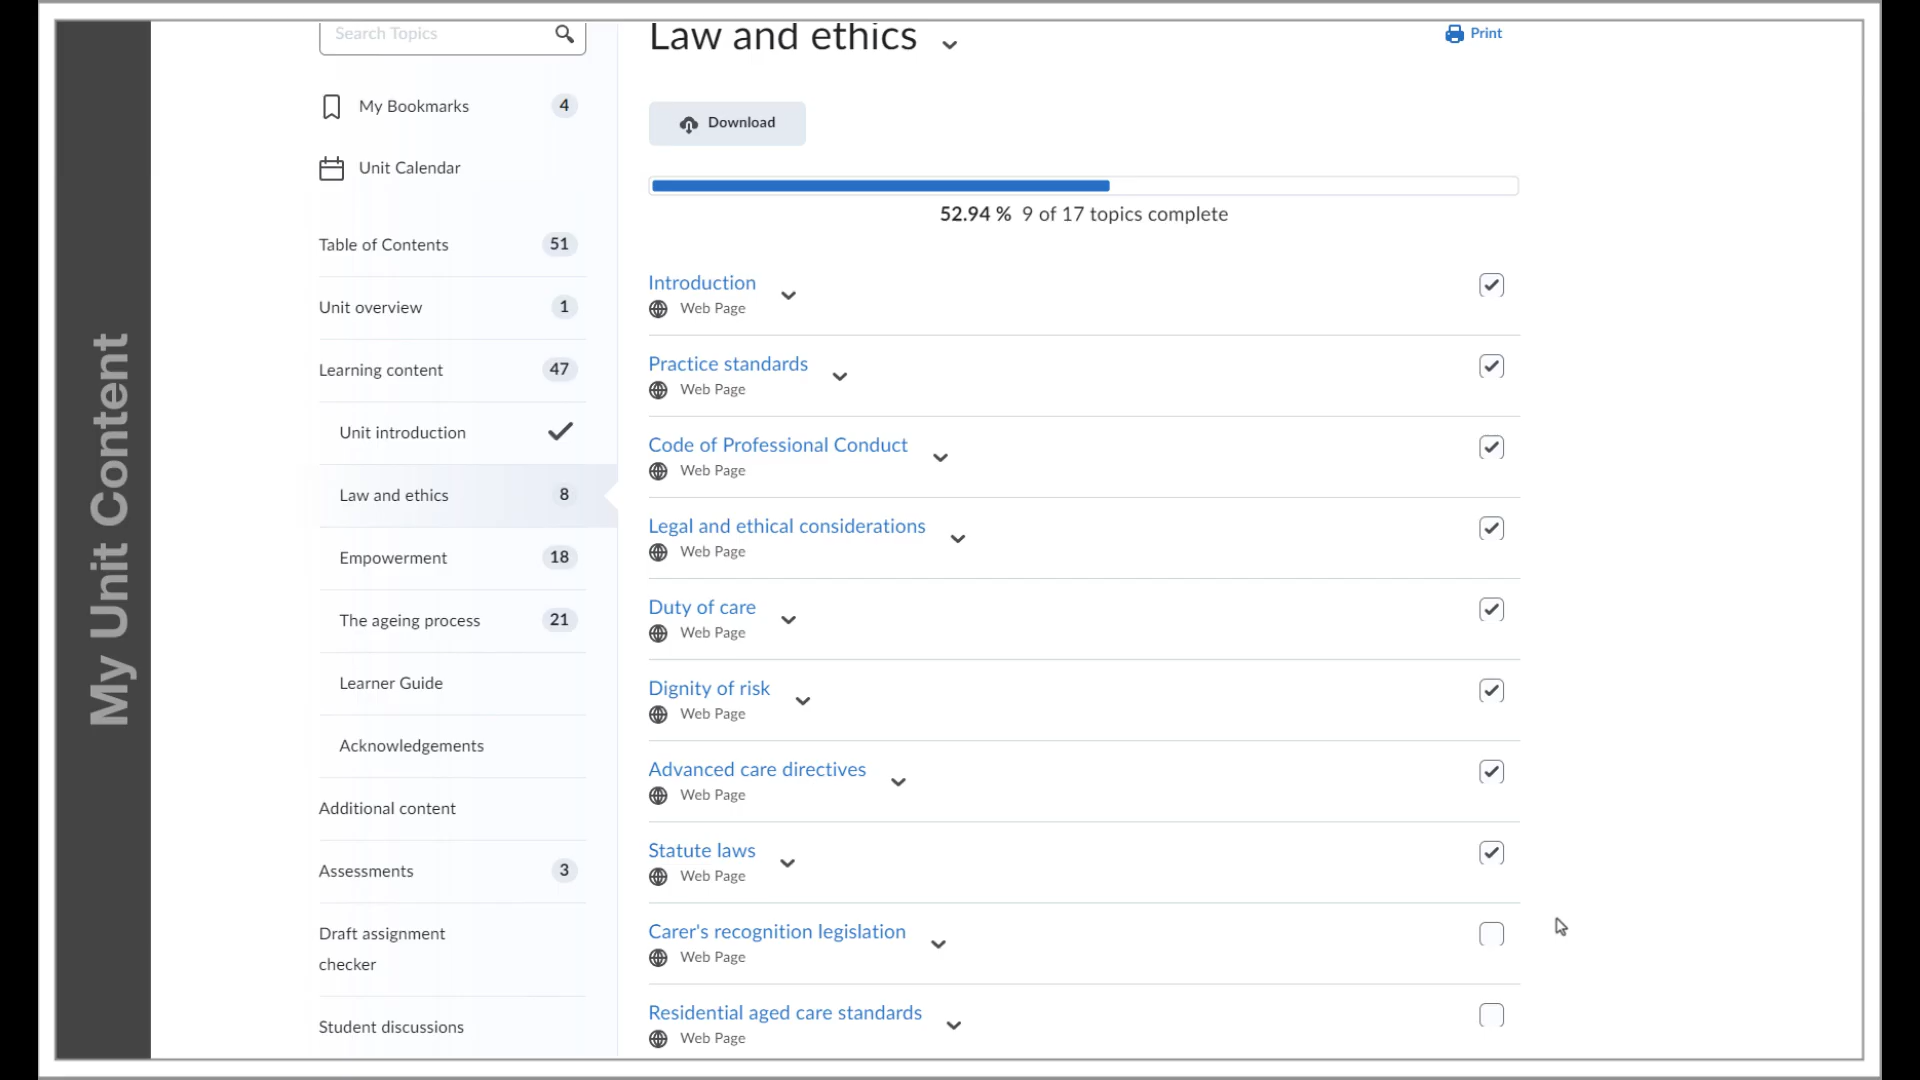 My Unit Content
Search Topics
My Bookmarks 4
Unit Calendar
Table of Contents 51
Unit overview 1
Learning content 47
Unit introduction
Law and ethics 8
Empowerment 18
The ageing process 21
Learner Guide
Acknowledgements
Additional content
Assessments 3
Draft assignment
checker
Student discussions
Law and ethics
Print
Download
52.94 % 9 of 17 topics complete
Introduction
Web Page
Practice standards
Web Page
Code of Professional Conduct
Web Page
Legal and ethical considerations
Web Page
Duty of care
Web Page
Dignity of risk
Web Page
Advanced care directives
Web Page
Statute laws
Web Page
Carer's recognition legislation
Web Page
Residential aged care standards
Web Page